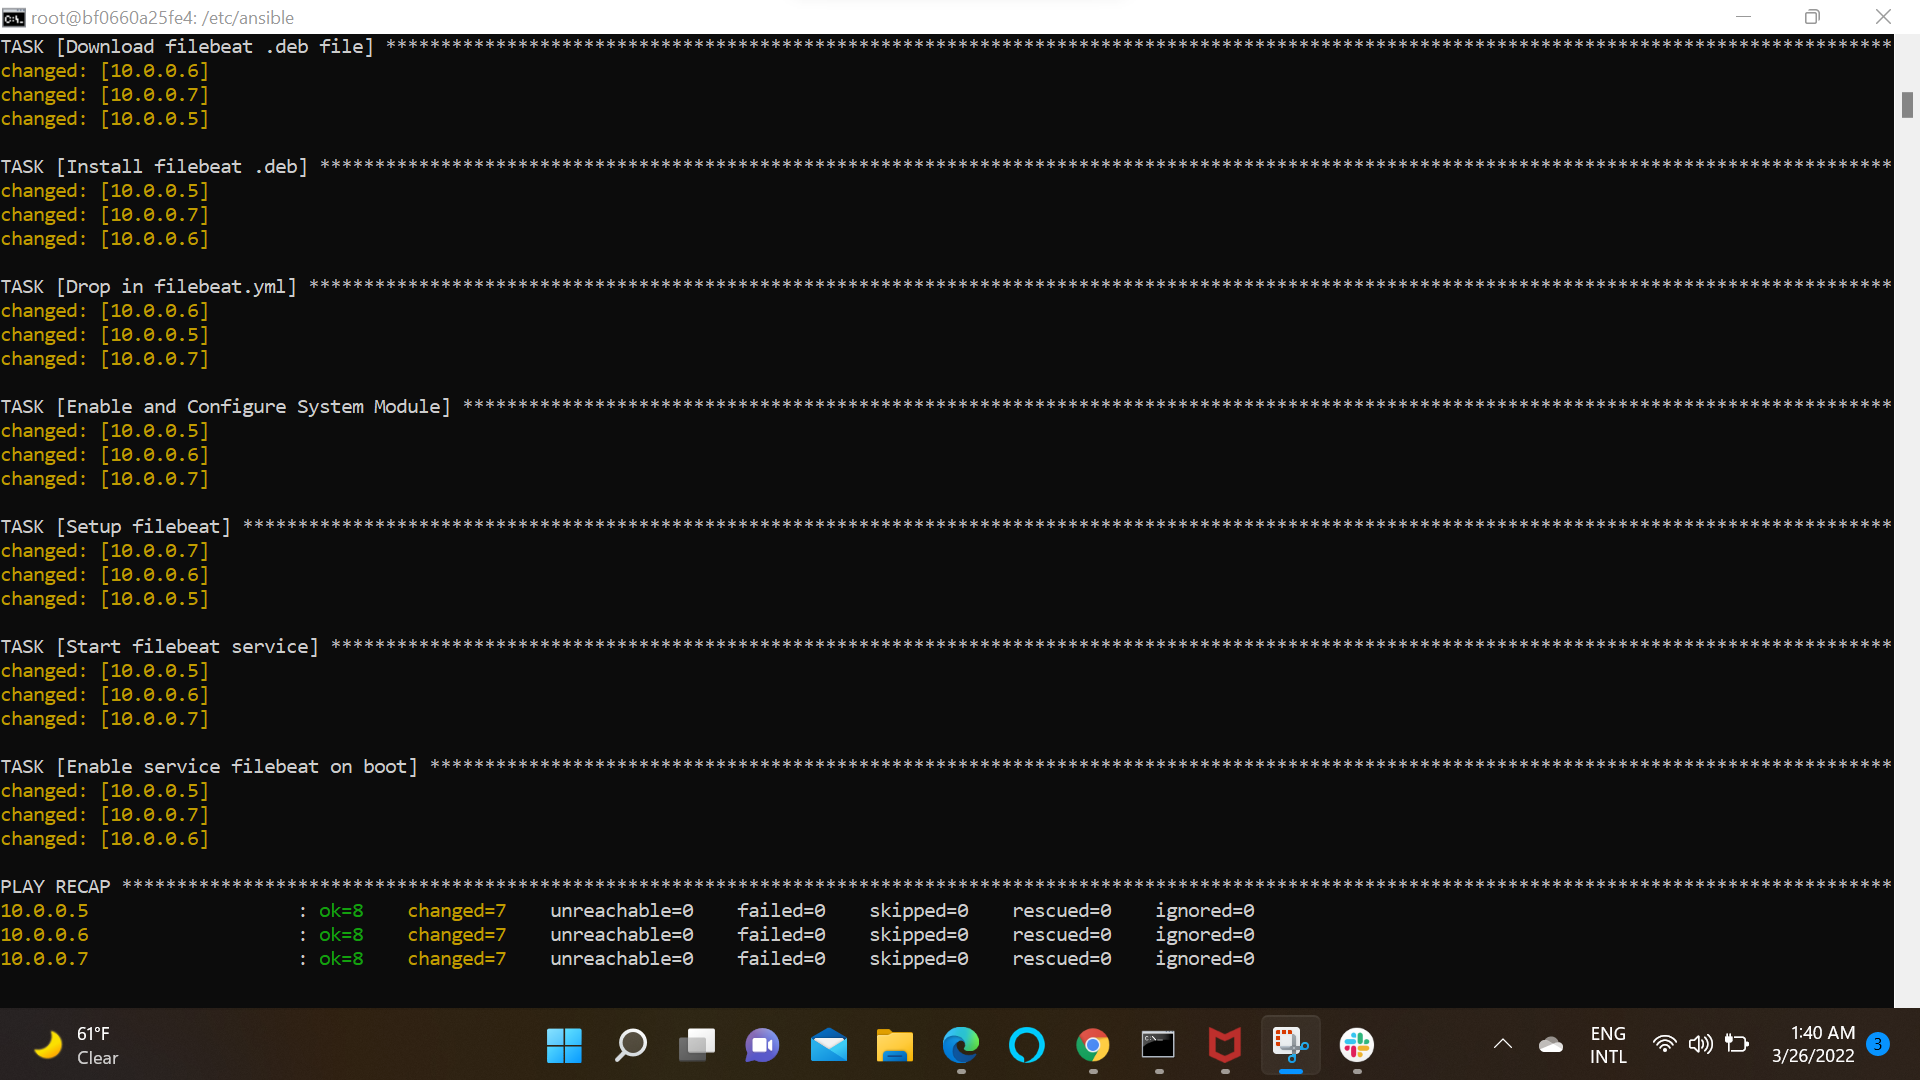 root@bf0660a25fe4: /etc/ansible
TASK [Download filebeat .deb file] *****************************************************************************************************************************************
changed: [10.0.0.6]
changed: [10.0.0.7]
changed: [10.0.0.5]
TASK [Install filebeat .deb] ***********************************************************************************************************************************************
changed: [10.0.0.5]
changed: [10.0.0.7]
changed: [10.0.0.6]
TASK [Drop in filebeat.yml] ************************************************************************************************************************************************
changed: [10.0.0.6]
changed: [10.0.0.5]
changed: [10.0.0.7]
TASK [Enable and Configure System Module] **********************************************************************************************************************************
changed: [10.0.0.5]
changed: [10.0.0.6]
changed: [10.0.0.7]
TASK [Setup filebeat] ******************************************************************************************************************************************************
changed: [10.0.0.7]
changed: [10.0.0.6]
changed: [10.0.0.5]
TASK [Start filebeat service] **********************************************************************************************************************************************
changed: [10.0.0.5]
changed: [10.0.0.6]
changed: [10.0.0.7]
TASK [Enable service filebeat on boot] *************************************************************************************************************************************
changed: [10.0.0.5]
changed: [10.0.0.7]
changed: [10.0.0.6]
PLAY RECAP *****************************************************************************************************************************************************************
10.0.0.5                   : ok=8    changed=7    unreachable=0    failed=0    skipped=0    rescued=0    ignored=0
10.0.0.6                   : ok=8    changed=7    unreachable=0    failed=0    skipped=0    rescued=0    ignored=0
10.0.0.7                   : ok=8    changed=7    unreachable=0    failed=0    skipped=0    rescued=0    ignored=0
61°F
Clear
ENG
INTL
1:40 AM
3/26/2022
3